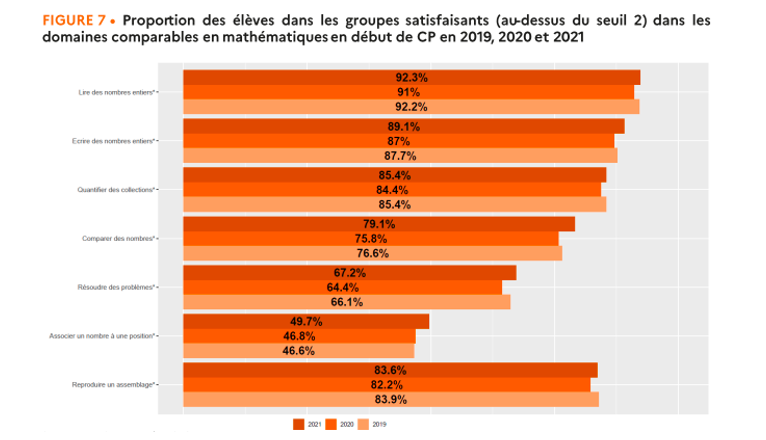 FIGURE 7 • Proportion des élèves dans les groupes satisfaisants (au-dessus du seuil 2) dans les
domaines comparables en mathématiques en début de CP en 2019, 2020 et 2021
92.3%
Lire des nombres entiers* 91%
92.2%
89.1%
Ecrire des nombres entiers* 87%
87.7%
85.4%
Quantifier des collections* 84.4%
85.4%
79.1%
Comparer des nombres* 75.8%
76.6%
67.2%
Résoudre des problèmes* 64.4%
66.1%
49.7%
Associer un nombre à une position* 46.8%
46.6%
83.6%
Reproduire un assemblage* 82.2%
83.9%
2021 2020 2019